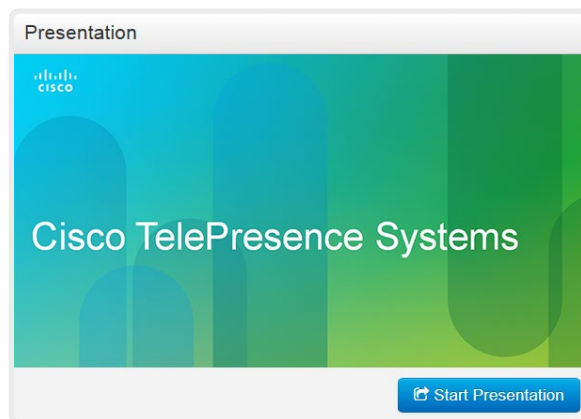 Presentation
CISCO
Cisco TelePresence Systems
Start Presentation